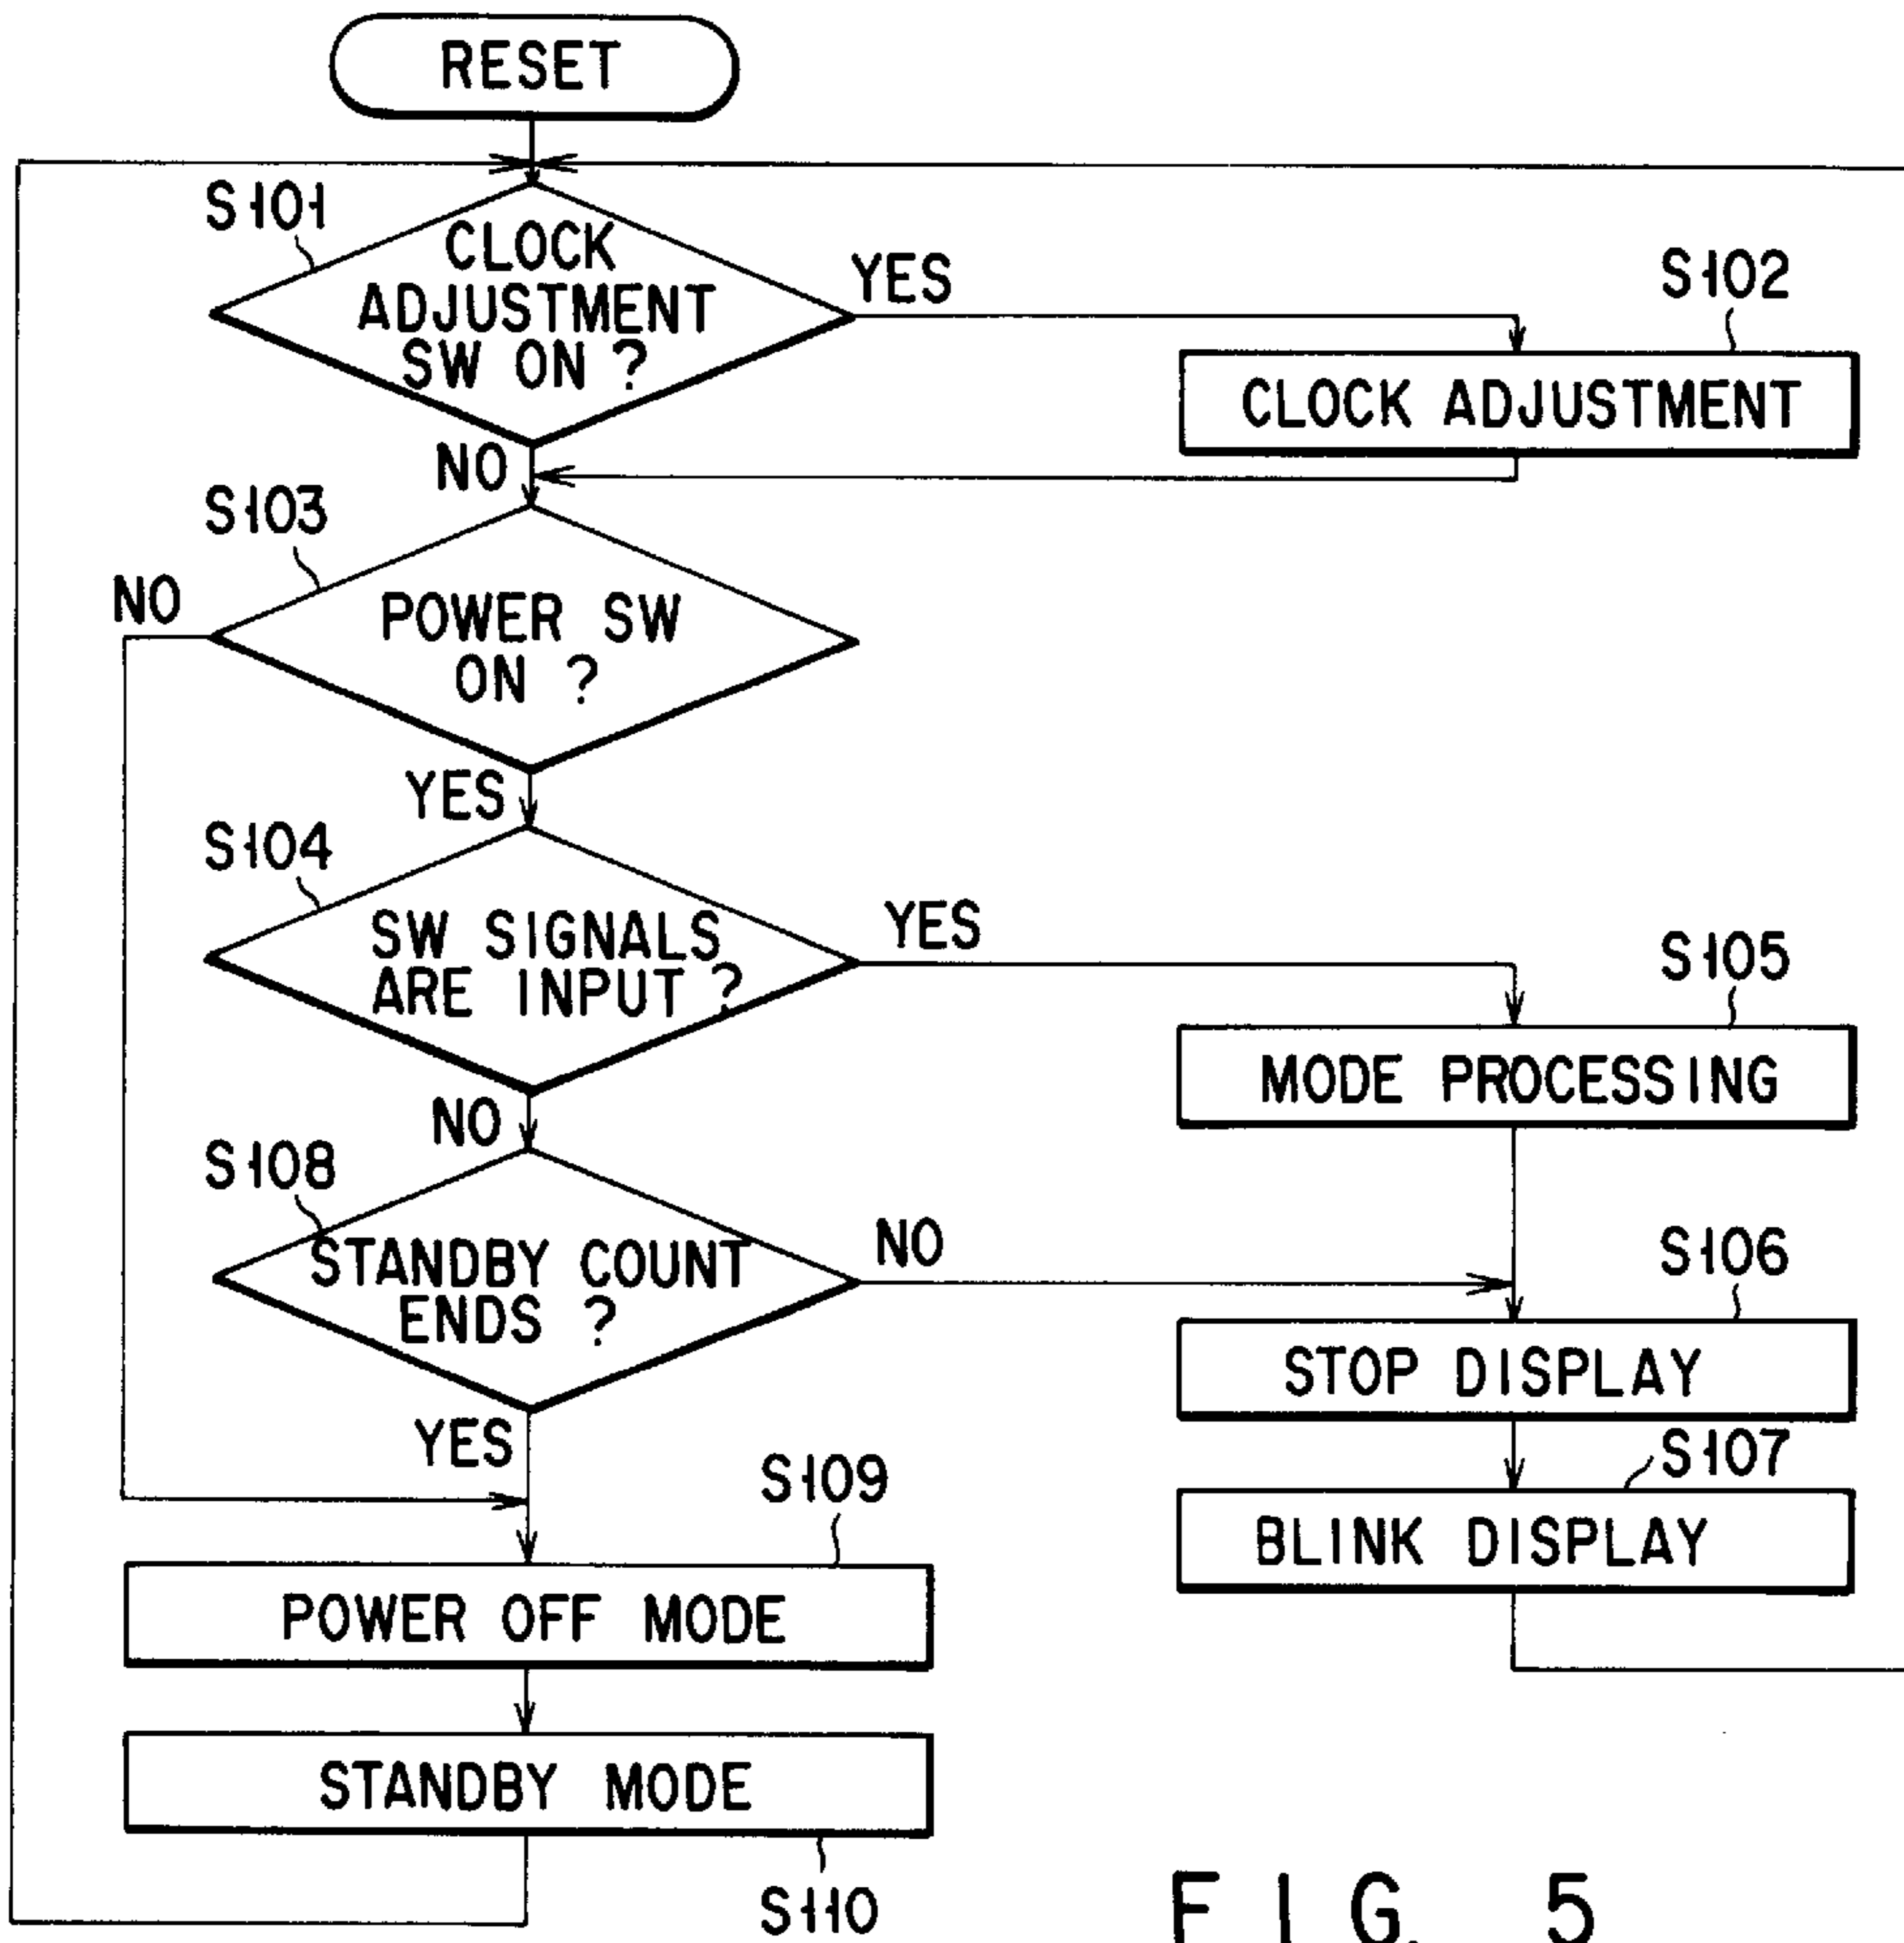 RESET
S101
CLOCK
ADJUSTMENT
SW ON ?
YES
S102
CLOCK ADJUSTMENT
NO
S103
NO
POWER SW
ON ?
YES
S104
SW SIGNALS
ARE INPUT ?
YES
S105
MODE PROCESSING
NO
S108
STANDBY COUNT
ENDS ?
NO
S106
STOP DISPLAY
YES
S107
BLINK DISPLAY
S109
POWER OFF MODE
STANDBY MODE
S110
FIG. 5